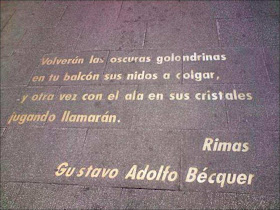 Volverán las oscuras golondrinas
en tu balcón sus nidos a colgar,
y otra vez con el ala en sus cristales
jugando llamarán.
Rimas
Gustavo Adolfo Bécquer